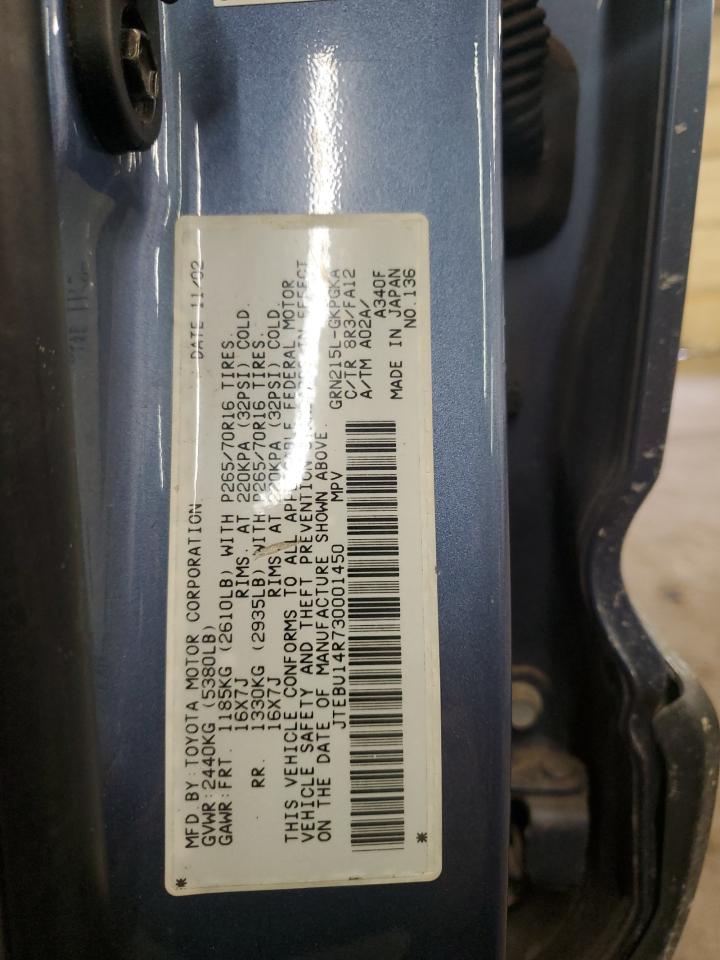 MFD BY: TOYOTA MOTOR CORPORATION DATE 11/02
GVWR: 2440KG (5380LB)
GAWR: FRT. 1185KG (2610LB) WITH P265/70R16 TIRES.
16X7J RIMS. AT 220KPA (32PSI) COLD.
RR. 1330KG (2935LB) WITH P265/70R16 TIRES.
16X7J RIMS. AT 220KPA (32PSI) COLD.
THIS VEHICLE CONFORMS TO ALL APPLICABLE FEDERAL MOTOR
VEHICLE SAFETY AND THEFT PREVENTION IN EFFECT
ON THE DATE OF MANUFACTURE SHOWN ABOVE.
JTEBU14R730001450 MPV
GRN215L-GKPGKA
C/TR 8R3/FA12
A/TM A02A/
A340F
MADE IN JAPAN
NO.136
* *